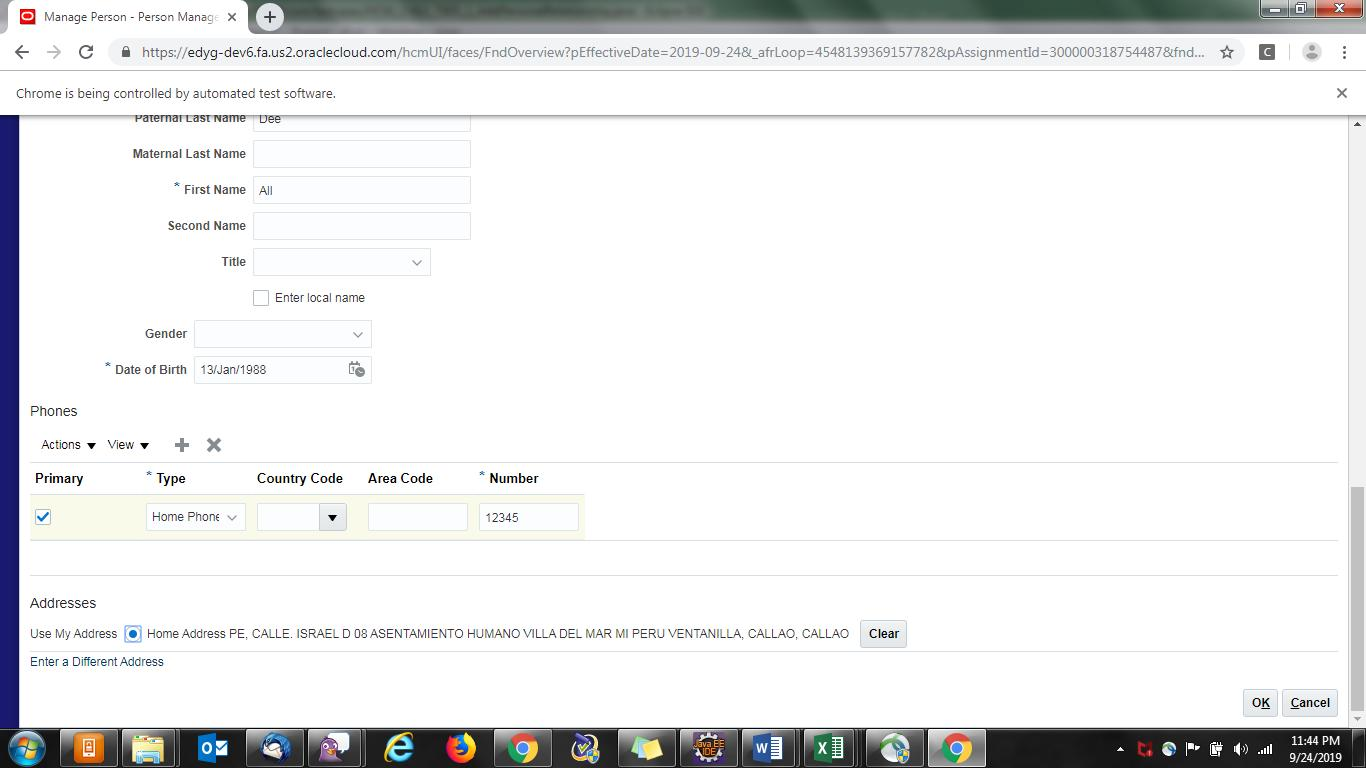 Manage Person - Person Manage
https://edyg-dev6.fa.us2.oraclecloud.com/hcmUI/faces/FndOverview?pEffectiveDate=2019-09-24&_afrLoop=4548139369157782&pAssignmentId=300000318754487&fnd...
C
Chrome is being controlled by automated test software.
Paternal Last Name Dee
Maternal Last Name
* First Name All
Second Name
Title
Enter local name
Gender
* Date of Birth 13/Jan/1988
Phones
Actions View
Primary * Type Country Code Area Code * Number
Home Phone 12345
Addresses
Use My Address Home Address PE, CALLE. ISRAEL D 08 ASENTAMIENTO HUMANO VILLA DEL MAR MI PERU VENTANILLA, CALLAO, CALLAO Clear
Enter a Different Address
OK Cancel
Java EE
IDE
11:44 PM
9/24/2019